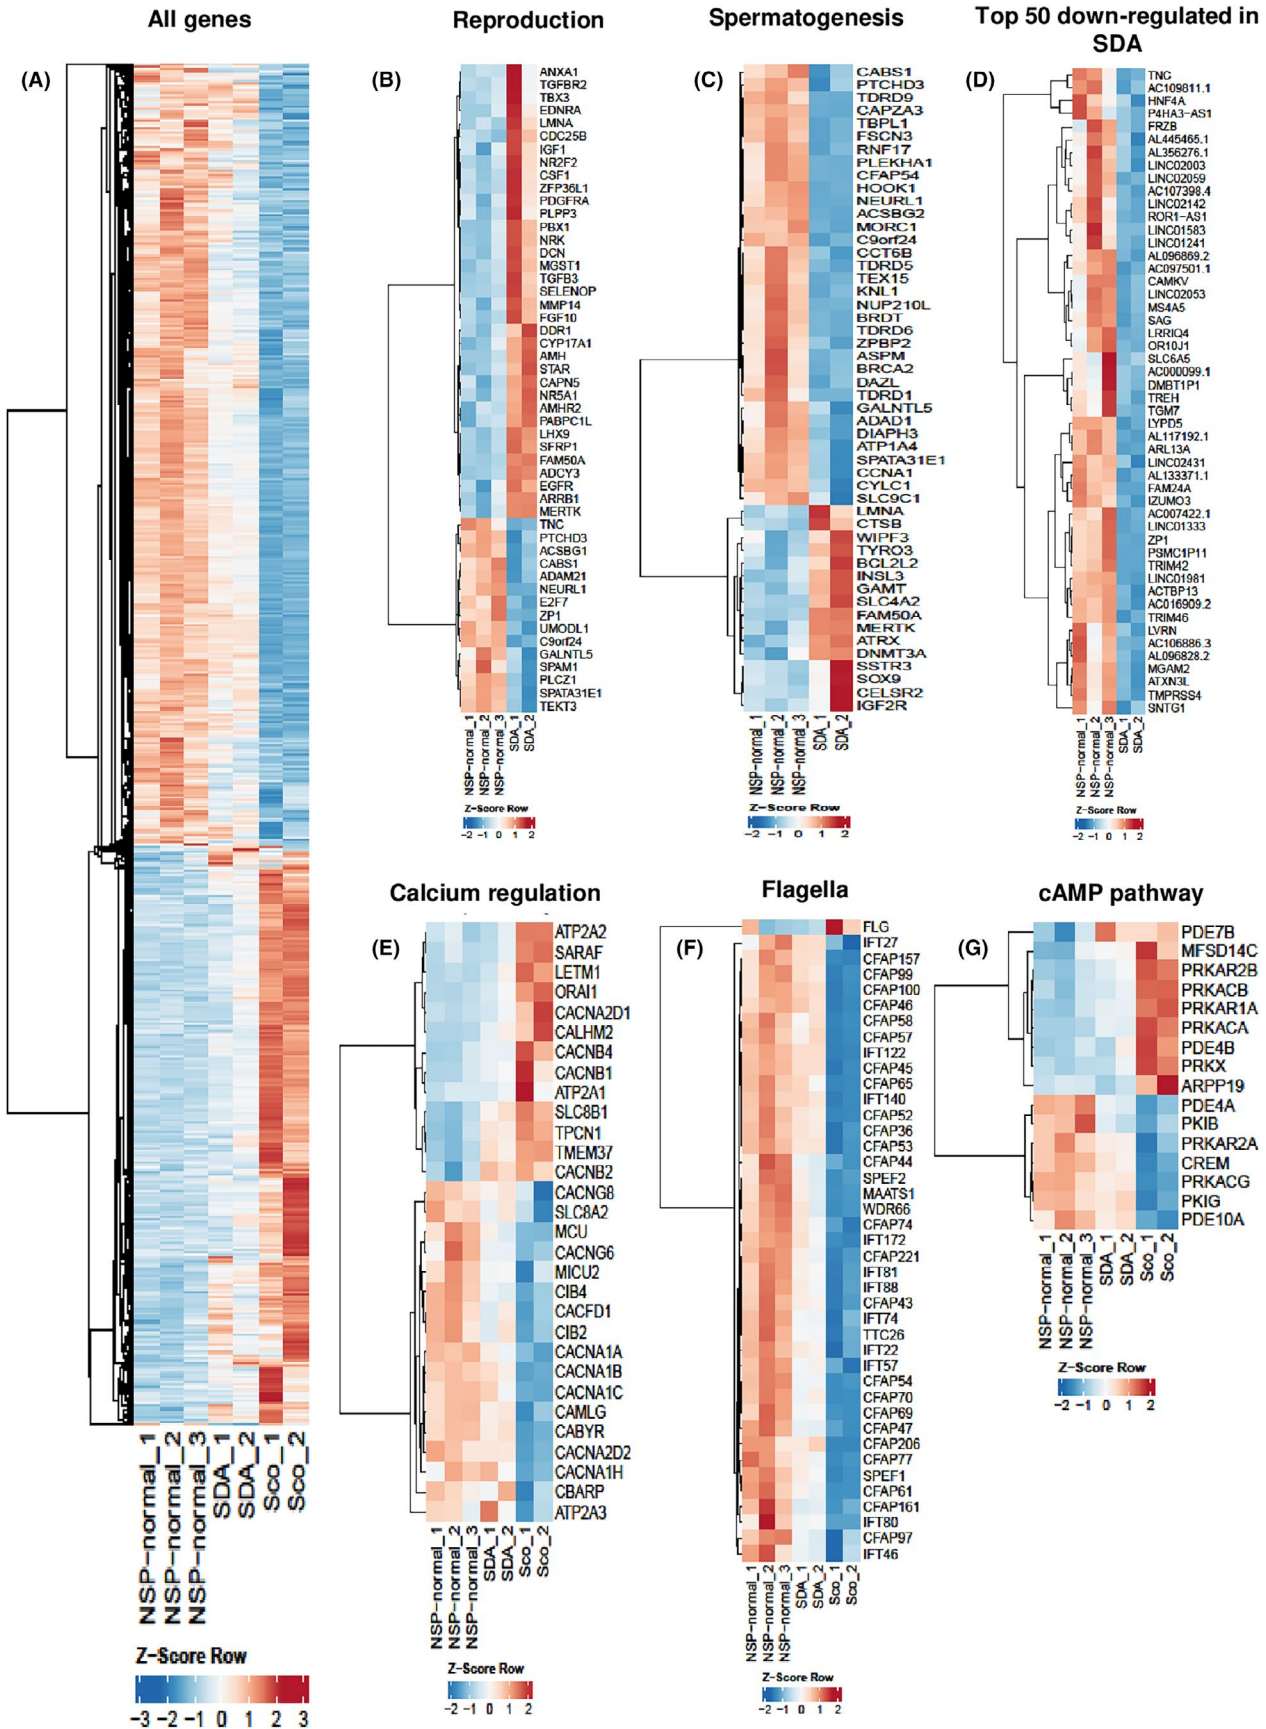 All genes
Reproduction
Spermatogenesis
Top 50 down-regulated in
SDA
(A)
(B)
(C)
(D)
ANXA1
TGFBR2
TBX3
EDNRA
LMNA
CDC25B
IGF1
NR2F2
CSF1
ZFP36L1
PDGFRA
PLPP3
PBX1
NRK
DCN
MGST1
TGFB3
SELENOP
MMP14
FGF10
DDR1
CYP17A1
AMH
STAR
CAPN5
NR5A1
AMHR2
PABPC1L
LHX9
SFRP1
FAM50A
ADCY3
EGFR
ARRB1
MERTK
TNC
PTCHD3
ACSBG1
CABS1
ADAM21
NEURL1
E2F7
ZP1
UMODL1
C9orf24
GALNTL5
SPAM1
PLCZ1
SPATA31E1
TEKT3
NSP-normal_1
NSP-normal_2
NSP-normal_3
SDA_1
SDA_2
Z-Score Row
-2 -1 0 1 2
CABS1
PTCHD3
TDRD9
CAPZA3
TBPL1
FSCN3
RNF17
PLEKHA1
CFAP54
HOOK1
NEURL1
ACSBG2
MORC1
C9orf24
CCT6B
TDRD5
TEX15
KNL1
NUP210L
BRDT
TDRD6
ZPBP2
ASPM
BRCA2
DAZL
TDRD1
GALNTL5
ADAD1
DIAPH3
ATP1A4
SPATA31E1
CCNA1
CYLC1
SLC9C1
LMNA
CTSB
WIPF3
TYRO3
BCL2L2
INSL3
GAMT
SLC4A2
FAM50A
MERTK
ATRX
DNMT3A
SSTR3
SOX9
CELSR2
IGF2R
NSP-normal_1
NSP-normal_2
NSP-normal_3
SDA_1
SDA_2
Z-Score Row
-2 -1 0 1 2
TNC
AC109811.1
HNF4A
P4HA3-AS1
FRZB
AL445465.1
AL356276.1
LINC02003
LINC02059
AC107398.4
LINC02142
ROR1-AS1
LINC01583
LINC01241
AL096869.2
AC097501.1
CAMKV
LINC02053
MS4A5
SAG
LRRIQ4
OR10J1
SLC6A5
AC000099.1
DMBT1P1
TREH
TGM7
LYPD5
AL117192.1
ARL13A
LINC02431
AL133371.1
FAM24A
IZUMO3
AC007422.1
LINC01333
ZP1
PSMC1P11
TRIM42
LINC01981
ACTBP13
AC016909.2
TRIM46
LVRN
AC106886.3
AL096828.2
MGAM2
ATXN3L
TMPRSS4
SNTG1
NSP-normal_1
NSP-normal_2
NSP-normal_3
SDA_1
SDA_2
Z-Score Row
-2 -1 0 1 2
NSP-normal_1
NSP-normal_2
NSP-normal_3
SDA_1
SDA_2
Sco_1
Sco_2
Z-Score Row
-3 -2 -1 0 1 2 3
Calcium regulation
Flagella
cAMP pathway
(E)
(F)
(G)
ATP2A2
SARAF
LETM1
ORAI1
CACNA2D1
CALHM2
CACNB4
CACNB1
ATP2A1
SLC8B1
TPCN1
TMEM37
CACNB2
CACNG8
SLC8A2
MCU
CACNG6
MICU2
CIB4
CACFD1
CIB2
CACNA1A
CACNA1B
CACNA1C
CAMLG
CABYR
CACNA2D2
CACNA1H
CBARP
ATP2A3
NSP-normal_1
NSP-normal_2
NSP-normal_3
SDA_1
SDA_2
Sco_1
Sco_2
Z-Score Row
-2 -1 0 1 2
FLG
IFT27
CFAP157
CFAP99
CFAP100
CFAP46
CFAP58
CFAP57
IFT122
CFAP45
CFAP65
IFT140
CFAP52
CFAP36
CFAP53
CFAP44
SPEF2
MAATS1
WDR66
CFAP74
IFT172
CFAP221
IFT81
IFT88
CFAP43
IFT74
TTC26
IFT22
IFT57
CFAP54
CFAP70
CFAP69
CFAP47
CFAP206
CFAP77
SPEF1
CFAP61
CFAP161
IFT80
CFAP97
IFT46
NSP-normal_1
NSP-normal_2
NSP-normal_3
SDA_1
SDA_2
Sco_1
Sco_2
Z-Score Row
-2 -1 0 1 2
PDE7B
MFSD14C
PRKAR2B
PRKACB
PRKAR1A
PRKACA
PDE4B
PRKX
ARPP19
PDE4A
PKIB
PRKAR2A
CREM
PRKACG
PKIG
PDE10A
NSP-normal_1
NSP-normal_2
NSP-normal_3
SDA_1
SDA_2
Sco_1
Sco_2
Z-Score Row
-2 -1 0 1 2